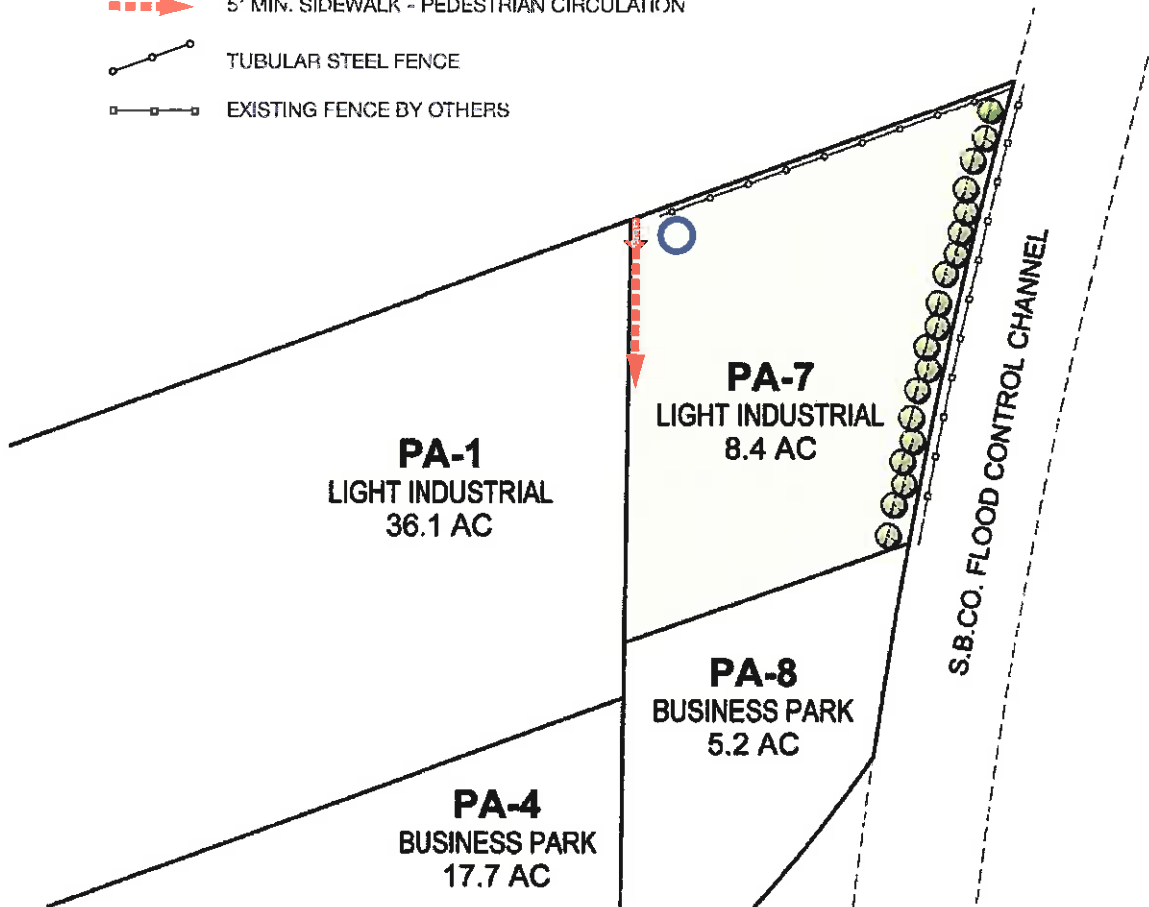 5' MIN. SIDEWALK - PEDESTRIAN CIRCULATION
TUBULAR STEEL FENCE
EXISTING FENCE BY OTHERS
PA-7
LIGHT INDUSTRIAL
8.4 AC
PA-1
LIGHT INDUSTRIAL
36.1 AC
S.B.CO. FLOOD CONTROL CHANNEL
PA-8
BUSINESS PARK
5.2 AC
PA-4
BUSINESS PARK
17.7 AC